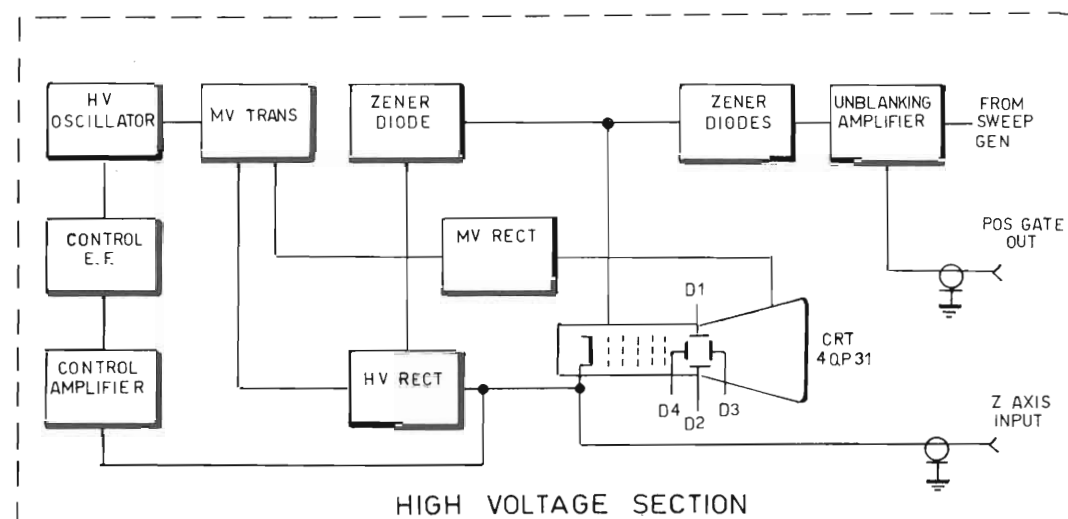 HV
OSCILLATOR
MV TRANS
ZENER
DIODE
ZENER
DIODES
UNBLANKING
AMPLIFIER
FROM
SWEEP
GEN
CONTROL
E.F.
MV RECT
POS GATE
OUT
D1
CRT
4QP31
CONTROL
AMPLIFIER
HV RECT
D4
D2
D3
Z AXIS
INPUT
HIGH VOLTAGE SECTION